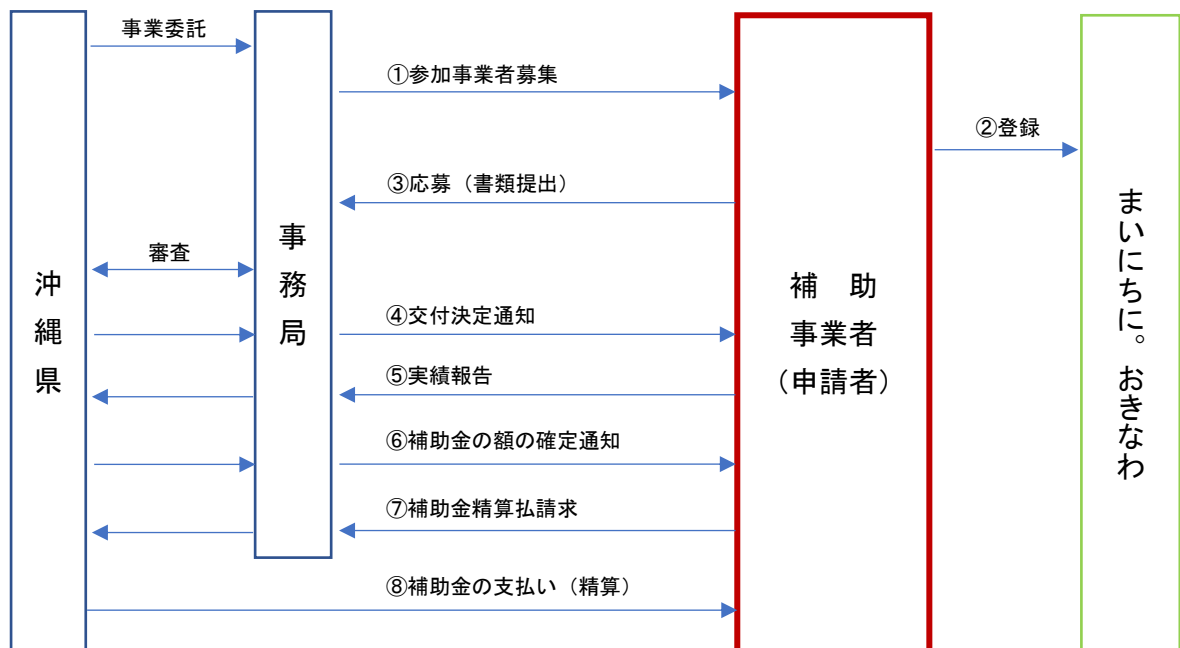 事業委託
①参加事業者募集
②登録
③応募（書類提出）
審査
④交付決定通知
⑤実績報告
⑥補助金の額の確定通知
⑦補助金精算払請求
⑧補助金の支払い（精算）
沖縄県
事務局
補　助
事業者
（申請者）
まいにちに。おきなわ